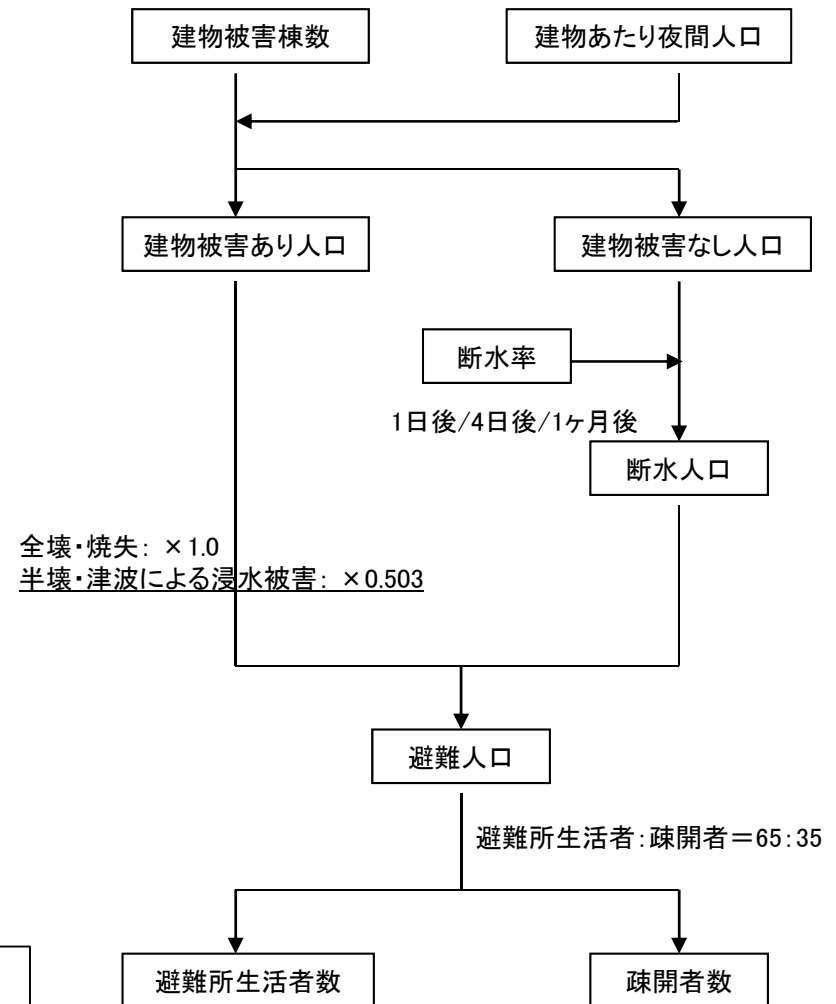 建物被害棟数
建物あたり夜間人口
建物被害あり人口
建物被害なし人口
断水率
1日後/4日後/1ヶ月後
断水人口
全壊・焼失: ×1.0
半壊・津波による浸水被害: ×0.503
避難人口
避難所生活者:疎開者=65:35
避難所生活者数
疎開者数